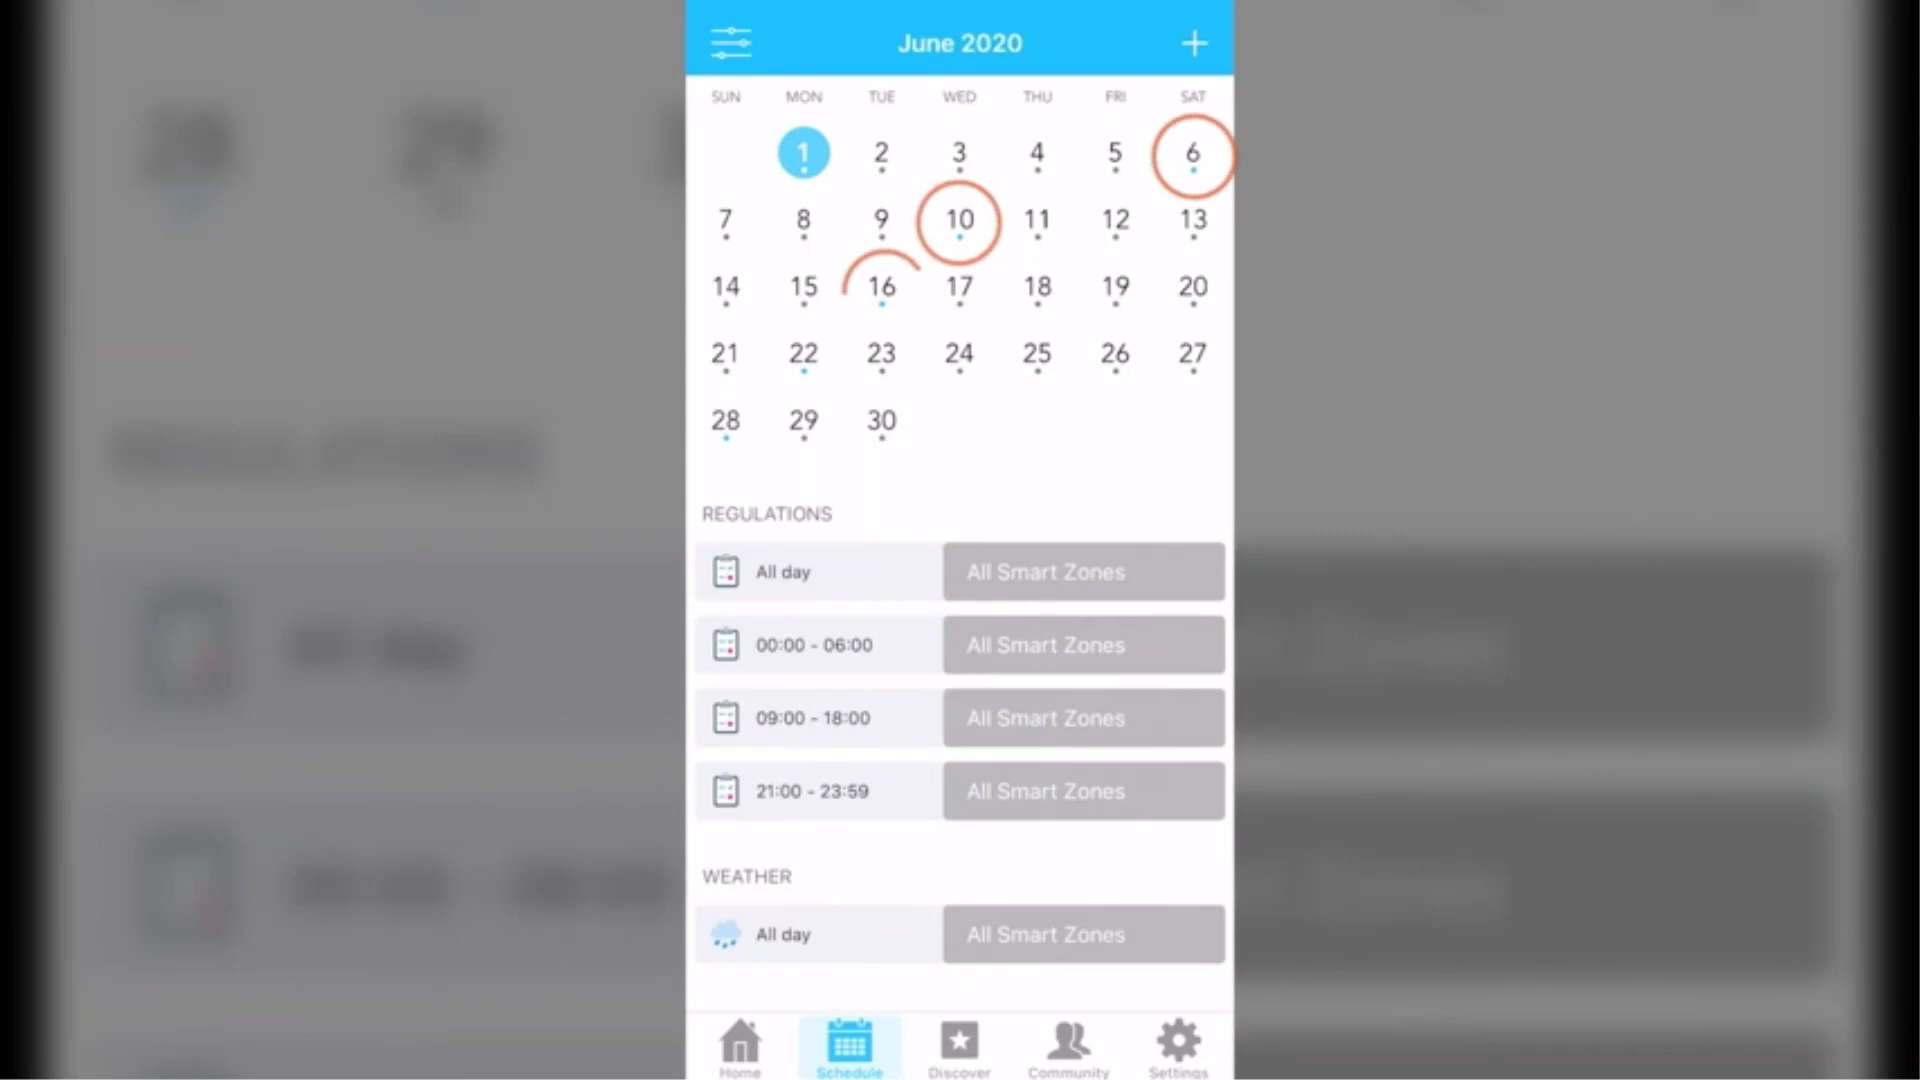 June 2020
SUN MON TUE WED THU FRI SAT
1 2 3 4 5 6
7 8 9 10 11 12 13
14 15 16 17 18 19 20
21 22 23 24 25 26 27
28 29 30
REGULATIONS
All day All Smart Zones
00:00 - 06:00 All Smart Zones
09:00 - 18:00 All Smart Zones
21:00 - 23:59 All Smart Zones
WEATHER
All day All Smart Zones
Home Schedule Discover Community Settings
28 29
REGULATIONS